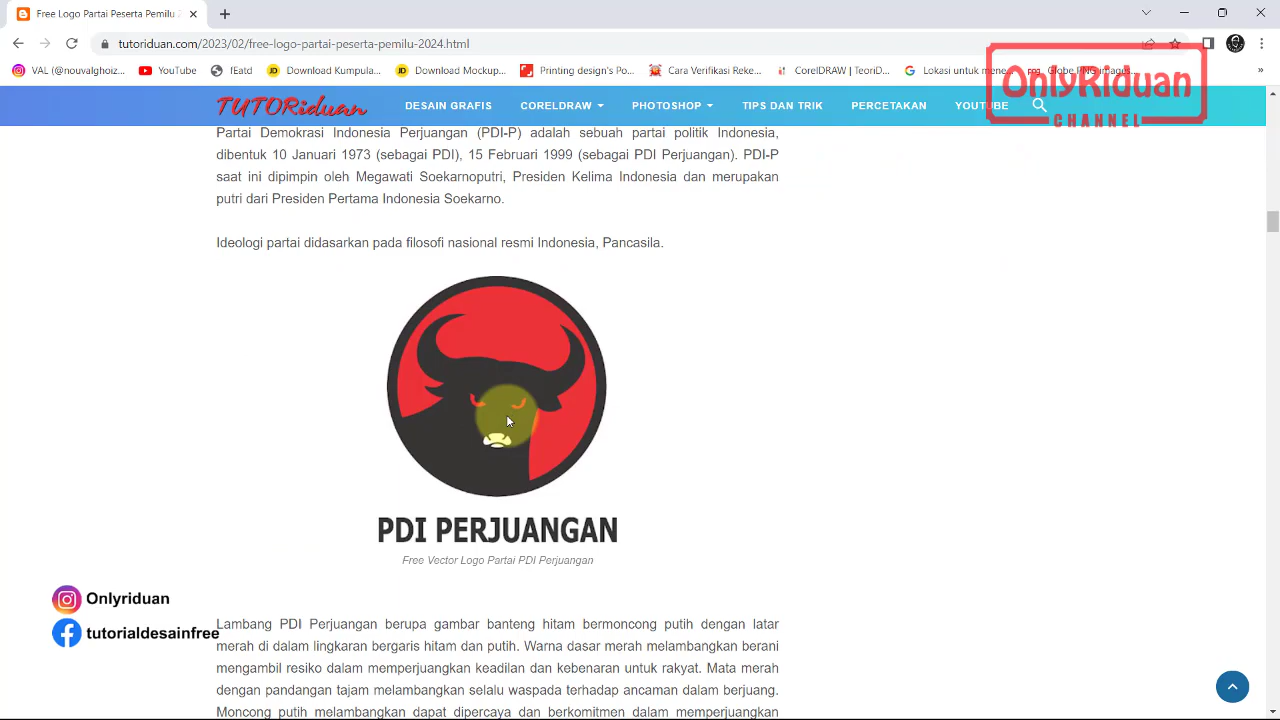 Free Logo Partai Peserta Pemilu 2
tutoriduan.com/2023/02/free-logo-partai-peserta-pemilu-2024.html
VAL (@nouvalghoiz... YouTube fEatd Download Kumpula... Download Mockup... Printing design's Po... Cara Verifikasi Reke... CorelDRAW | TeoriD... Lokasi untuk mene... Globe PNG Images...
OnlyRiduan
CHANNEL
TUTORiduan DESAIN GRAFIS CORELDRAW PHOTOSHOP TIPS DAN TRIK PERCETAKAN YOUTUBE
Partai Demokrasi Indonesia Perjuangan (PDI-P) adalah sebuah partai politik Indonesia,
dibentuk 10 Januari 1973 (sebagai PDI), 15 Februari 1999 (sebagai PDI Perjuangan). PDI-P
saat ini dipimpin oleh Megawati Soekarnoputri, Presiden Kelima Indonesia dan merupakan
putri dari Presiden Pertama Indonesia Soekarno.
Ideologi partai didasarkan pada filosofi nasional resmi Indonesia, Pancasila.
PDI PERJUANGAN
Free Vector Logo Partai PDI Perjuangan
Onlyriduan
tutorialdesainfree
Lambang PDI Perjuangan berupa gambar banteng hitam bermoncong putih dengan latar
merah di dalam lingkaran bergaris hitam dan putih. Warna dasar merah melambangkan berani
mengambil resiko dalam memperjuangkan keadilan dan kebenaran untuk rakyat. Mata merah
dengan pandangan tajam melambangkan selalu waspada terhadap ancaman dalam berjuang.
Moncong putih melambangkan dapat dipercaya dan berkomitmen dalam memperjuangkan